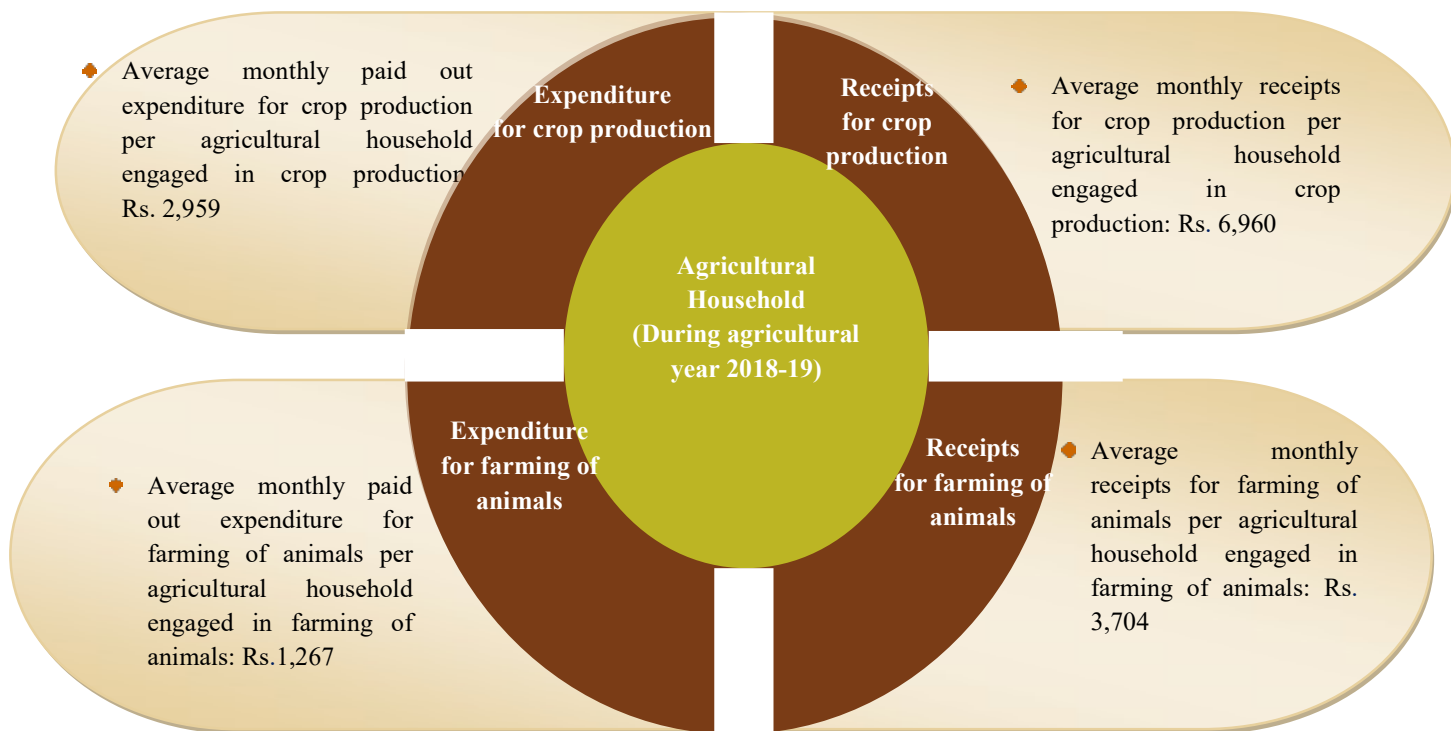 Average monthly paid out
expenditure for crop production
per agricultural household
engaged in crop production
Rs. 2,959
Expenditure
for crop production
Receipts
for crop
production
Average monthly receipts
for crop production per
agricultural household
engaged in crop
production: Rs. 6,960
Agricultural
Household
(During agricultural
year 2018-19)
Average monthly paid
out expenditure for
farming of animals per
agricultural household
engaged in farming of
animals: Rs.1,267
Expenditure
for farming of
animals
Receipts
for farming of
animals
Average monthly
receipts for farming of
animals per agricultural
household engaged in
farming of animals: Rs.
3,704